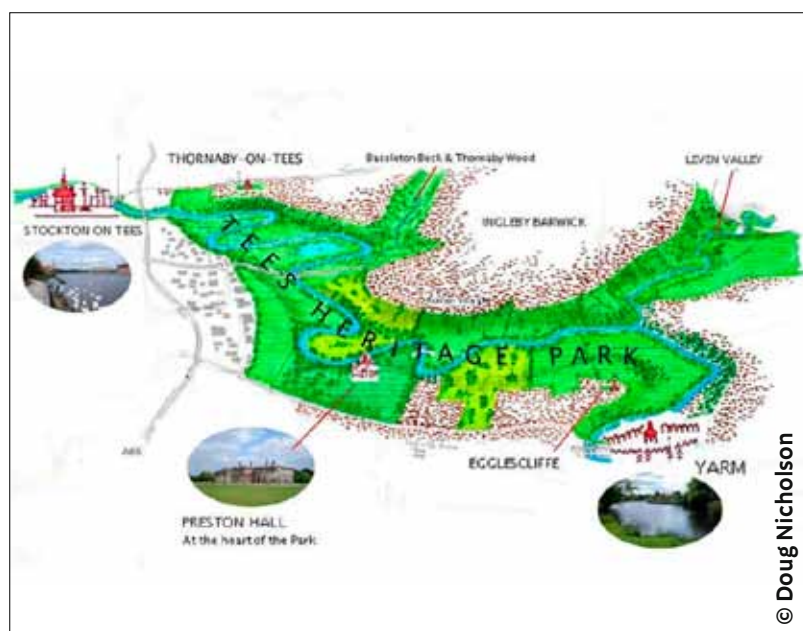 THORNABY-ON-TEES
Bassleton Beck & Thornaby Wood
LEVEN VALLEY
INGLEBY BARWICK
STOCKTON ON TEES
TEES HERITAGE PARK
EGGLESCLIFFE
YARM
A66
PRESTON HALL
At the heart of the Park
© Doug Nicholson